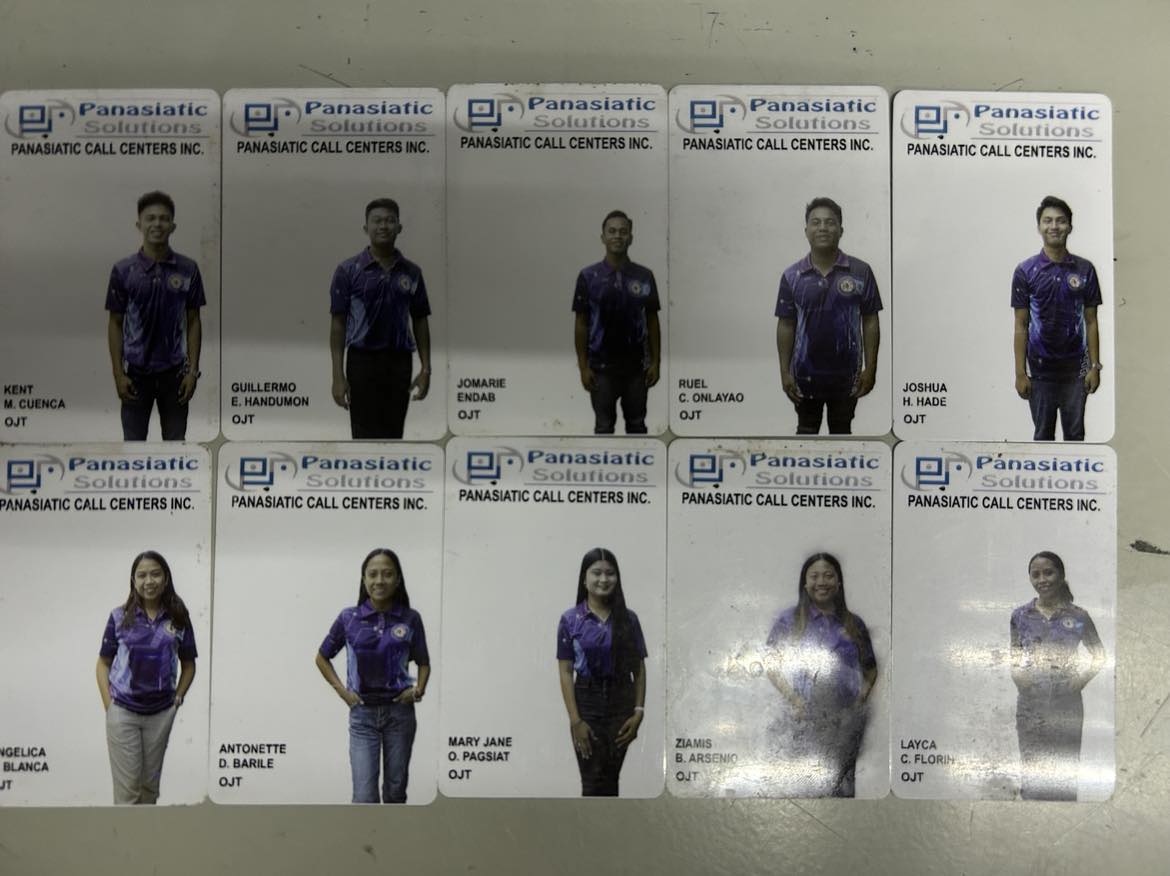 Panasiatic
Solutions
PANASIATIC CALL CENTERS INC.
KENT
M. CUENCA
OJT
Panasiatic
Solutions
PANASIATIC CALL CENTERS INC.
GUILLERMO
E. HANDUMON
OJT
Panasiatic
Solutions
PANASIATIC CALL CENTERS INC.
JOMARIE
ENDAB
OJT
Panasiatic
Solutions
PANASIATIC CALL CENTERS INC.
RUEL
C. ONLAYAO
OJT
Panasiatic
Solutions
PANASIATIC CALL CENTERS INC.
JOSHUA
H. HADE
OJT
Panasiatic
Solutions
PANASIATIC CALL CENTERS INC.
NGELICA
BLANCA
JT
Panasiatic
Solutions
PANASIATIC CALL CENTERS INC.
ANTONETTE
D. BARILE
OJT
Panasiatic
Solutions
PANASIATIC CALL CENTERS INC.
MARY JANE
O. PAGSIAT
OJT
Panasiatic
Solutions
PANASIATIC CALL CENTERS INC.
ZIAMIS
B. ARSENIO
OJT
Panasiatic
Solutions
PANASIATIC CALL CENTERS INC.
LAYCA
C.
OJT